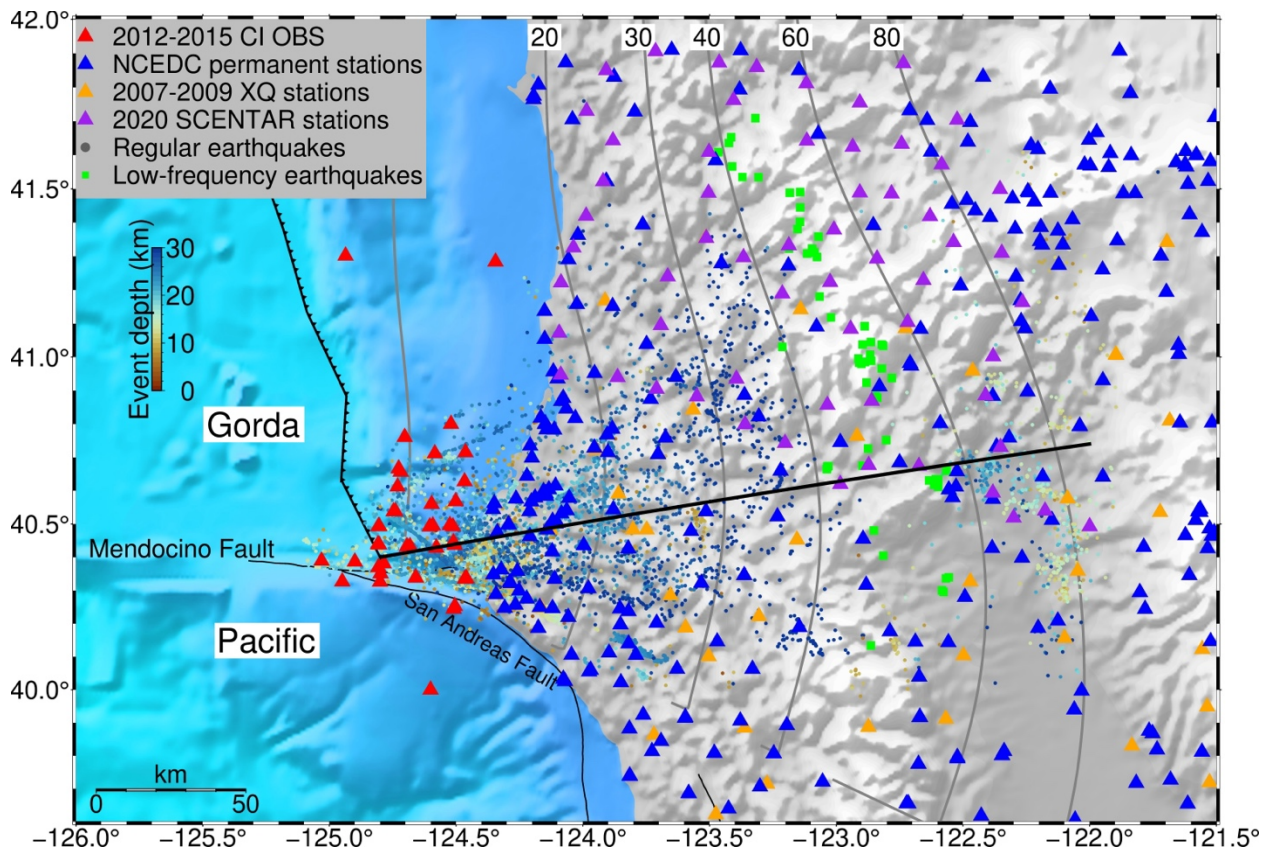 42.0°
41.5°
41.0°
40.5°
40.0°
2012-2015 CI OBS
NCEDC permanent stations
2007-2009 XQ stations
2020 SCENTAR stations
Regular earthquakes
Low-frequency earthquakes
20
30
40
60
80
Event depth (km)
30
20
10
0
Gorda
Mendocino Fault
San Andreas Fault
Pacific
km
0
50
−126.0°
−125.5°
−125.0°
−124.5°
−124.0°
−123.5°
−123.0°
−122.5°
−122.0°
−121.5°